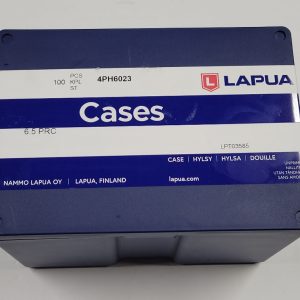 100 PCS KPL ST 4PH6023
LAPUA
Cases
6.5 PRC
LPT03565
CASE | HYLSY | HYLSA | DOUILLE
NAMMO LAPUA OY | LAPUA, FINLAND
lapua.com